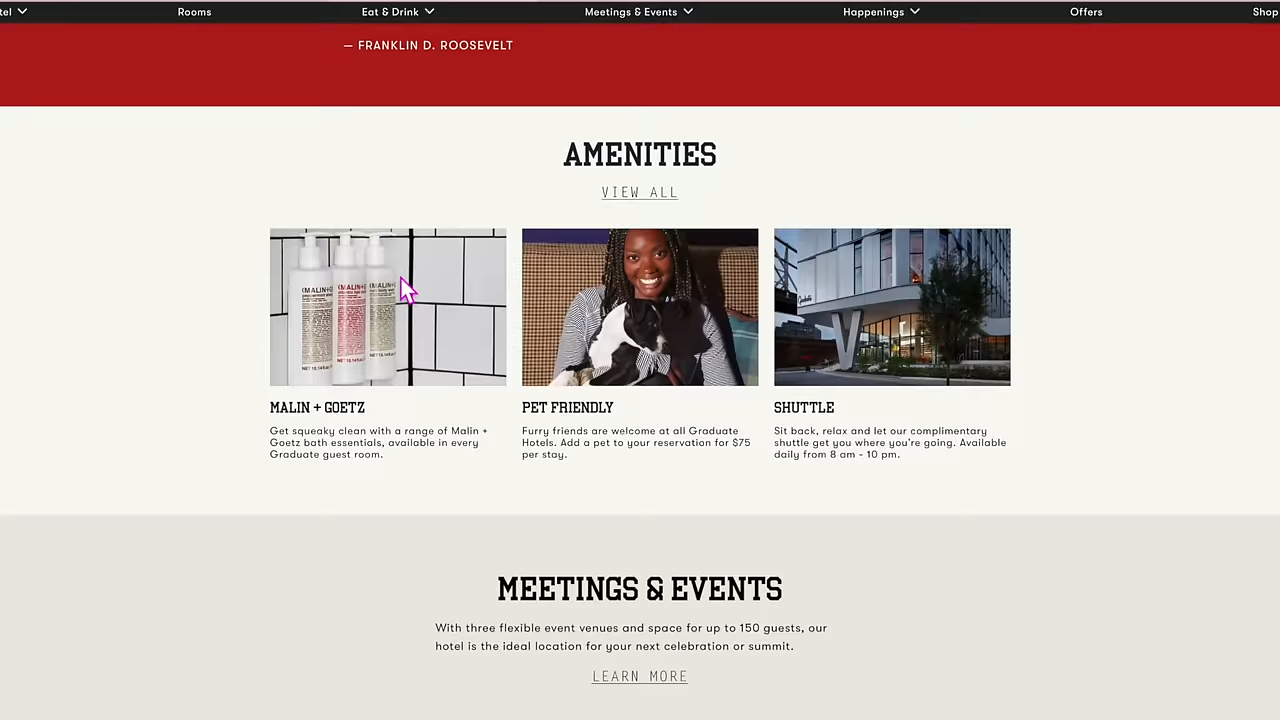 Rooms
Eat & Drink
Meetings & Events
Happenings
Offers
Shop
— FRANKLIN D. ROOSEVELT
AMENITIES
VIEW ALL
MALIN + GOETZ
Get squeaky clean with a range of Malin +
Goetz bath essentials, available in every
Graduate guest room.
PET FRIENDLY
Furry friends are welcome at all Graduate
Hotels. Add a pet to your reservation for $75
per stay.
SHUTTLE
Sit back, relax and let our complimentary
shuttle get you where you're going. Available
daily from 8 am - 10 pm.
MEETINGS & EVENTS
With three flexible event venues and space for up to 150 guests, our
hotel is the ideal location for your next celebration or summit.
LEARN MORE